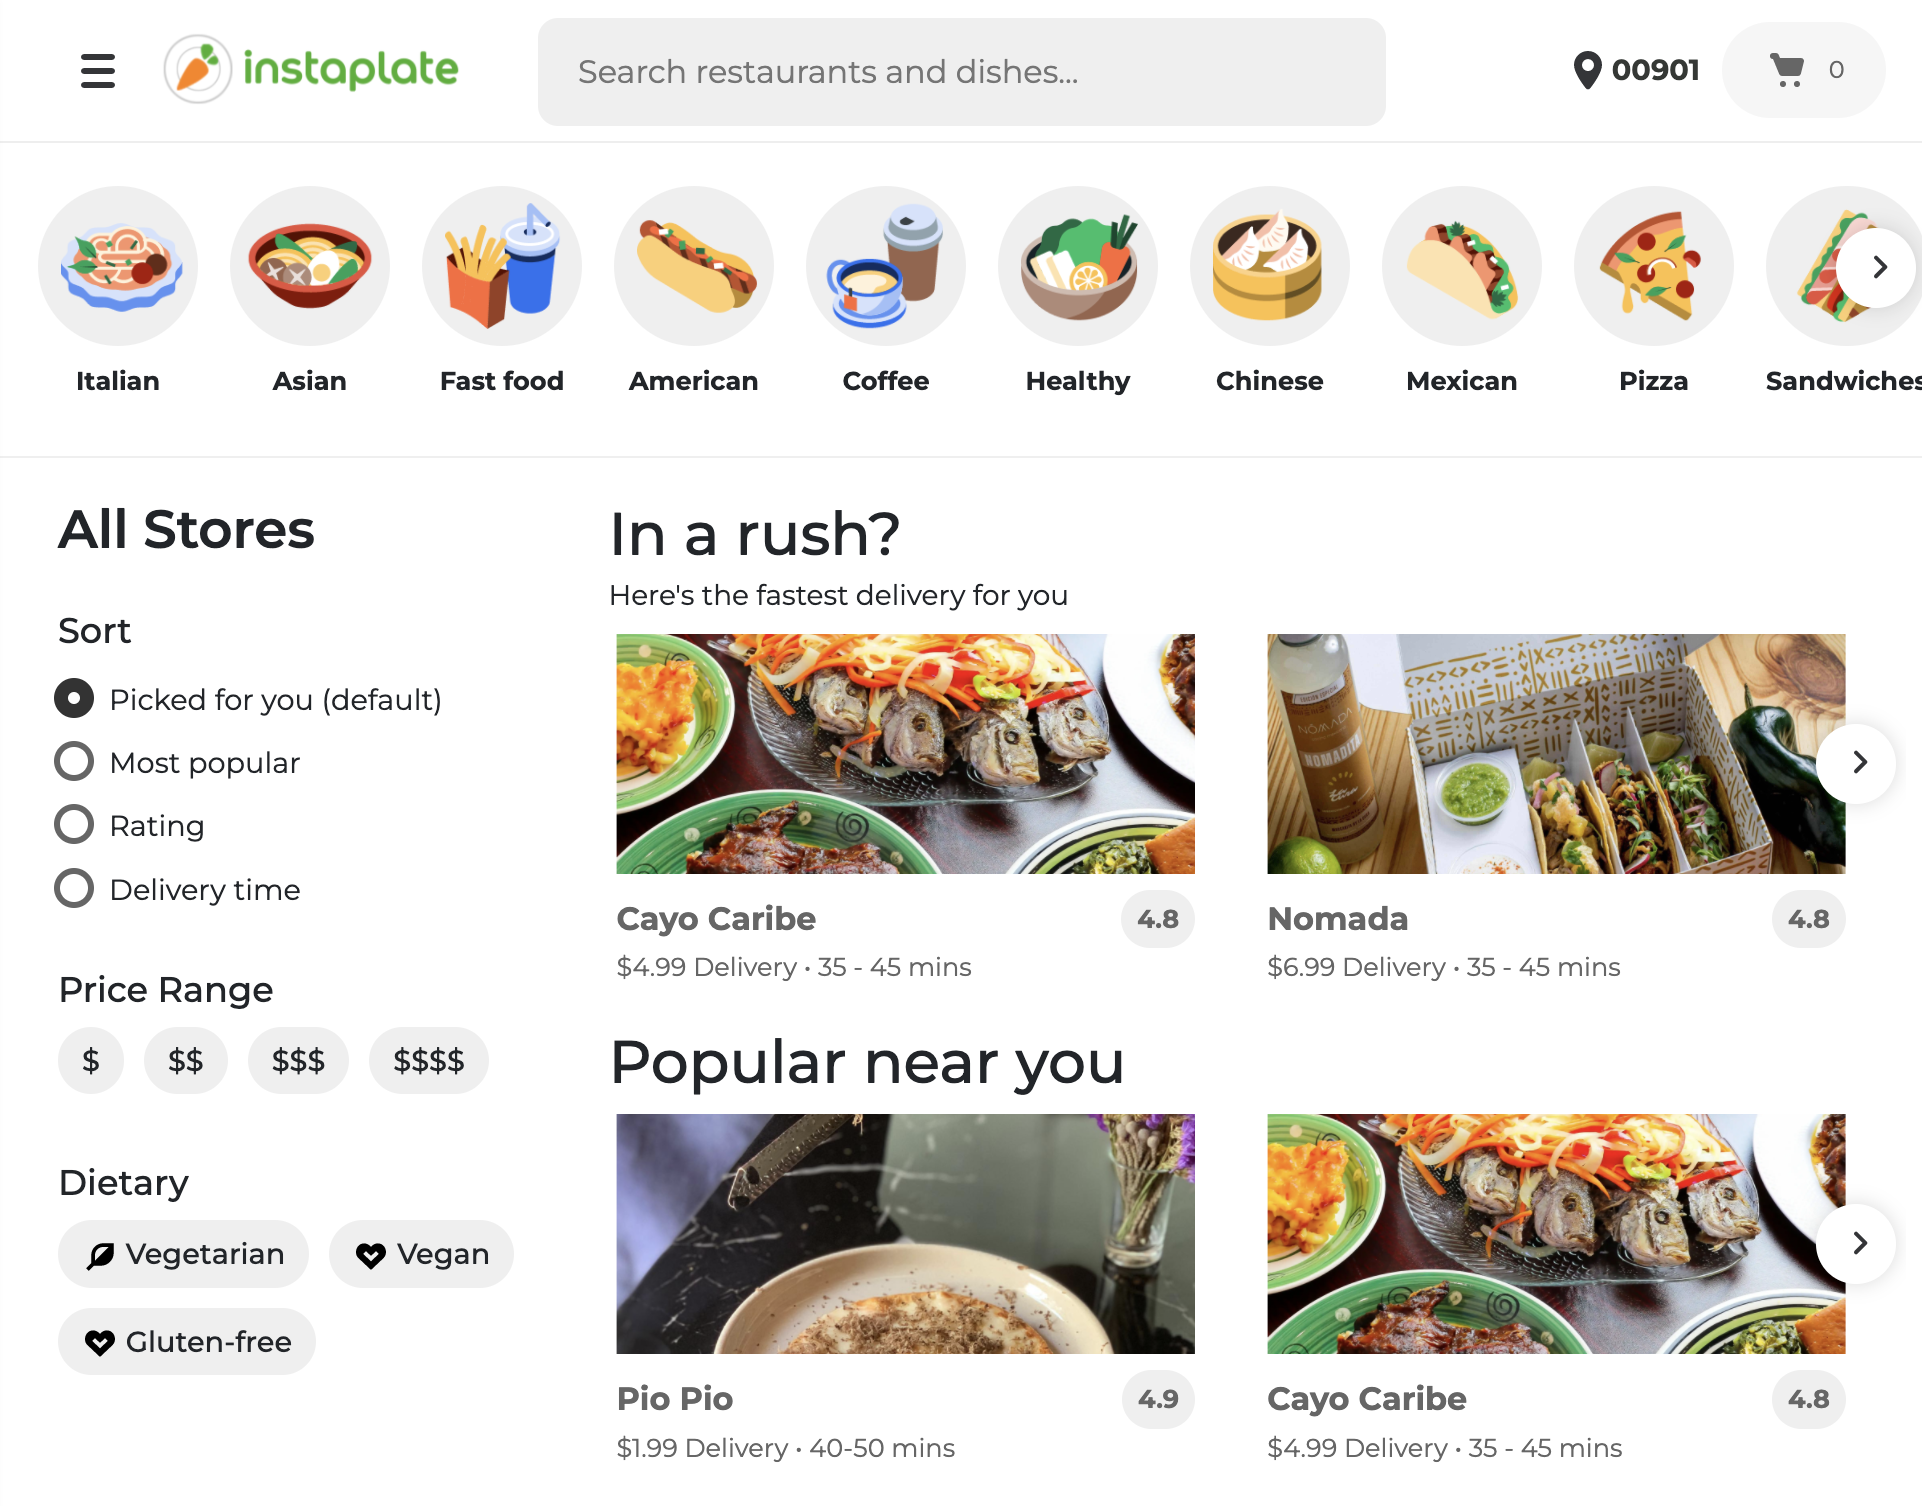 instaplate
Search restaurants and dishes...
00901
0
Italian
Asian
Fast food
American
Coffee
Healthy
Chinese
Mexican
Pizza
Sandwiches
All Stores
Sort
Picked for you (default)
Most popular
Rating
Delivery time
Price Range
$ $$ $$$ $$$$
Dietary
Vegetarian Vegan
Gluten-free
In a rush?
Here's the fastest delivery for you
NÓMADA
NOMADITA
Cayo Caribe 4.8
$4.99 Delivery • 35 - 45 mins
Nomada 4.8
$6.99 Delivery • 35 - 45 mins
Popular near you
Pio Pio 4.9
$1.99 Delivery • 40-50 mins
Cayo Caribe 4.8
$4.99 Delivery • 35 - 45 mins